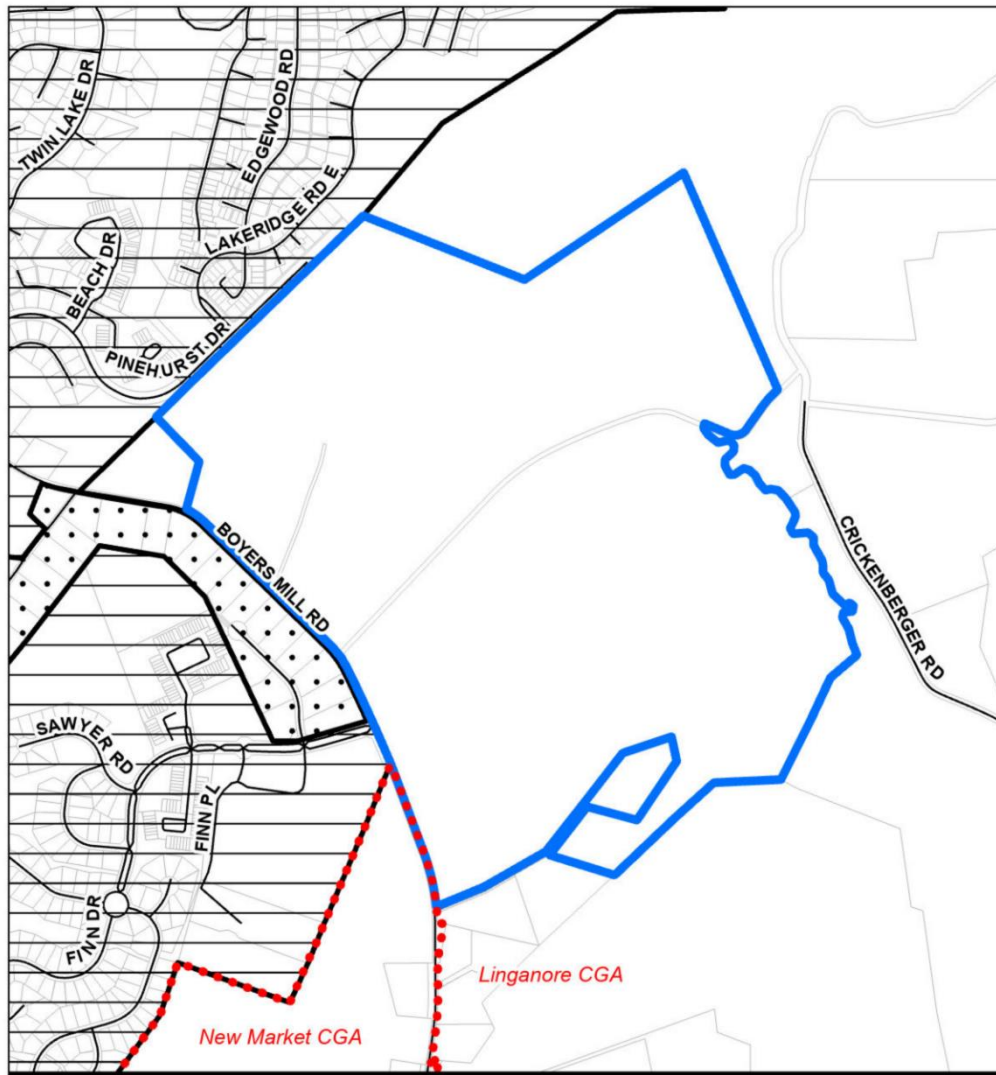 TWIN LAKE DR
EDGEWOOD RD
LAKERIDGE RD E
BEACH DR
PINEHURST DR
BOYERS MILL RD
CRICKENBERGER RD
SAWYER RD
FINN PL
FINN DR
Linganore CGA
New Market CGA